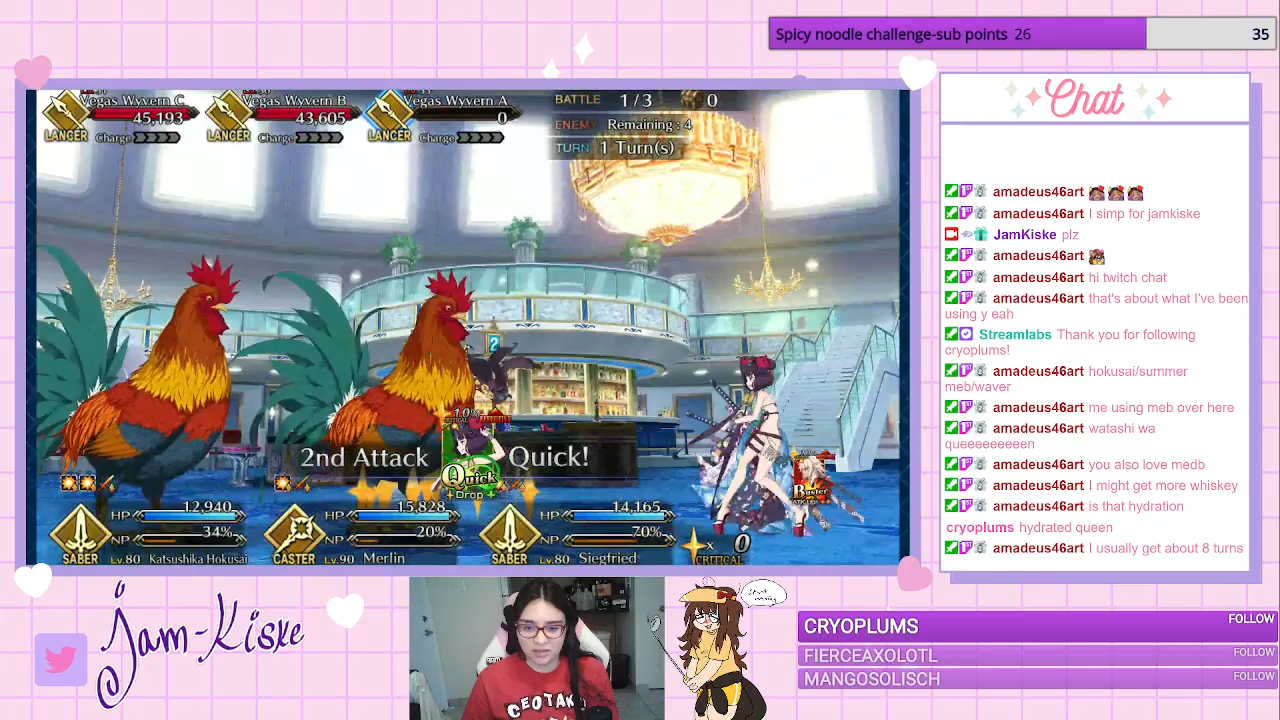 Spicy noodle challenge-sub points 26
35
Vegas Wyvern C
45,193
LANCER
Charge
Vegas Wyvern B
43,605
LANCER
Charge
Vegas Wyvern A
0
LANCER
Charge
BATTLE 1/3 0
ENEMY Remaining : 4
TURN 1 Turn(s)
Chat
amadeus46art
amadeus46art I simp for jamkiske
JamKiske plz
amadeus46art
amadeus46art hi twitch chat
amadeus46art that's about what I've been
using y eah
Streamlabs Thank you for following
cryoplums!
amadeus46art hokusai/summer
meb/waver
amadeus46art me using meb over here
amadeus46art watashi wa
queeeeeeeeen
amadeus46art you also love medb
amadeus46art I might get more whiskey
amadeus46art is that hydration
cryoplums hydrated queen
amadeus46art I usually get about 8 turns
2
10%
CRITICAL
2nd Attack
Quick!
Quick
Drop
Buster
HP 12,940
NP 34%
SABER Lv.80 Katsushika Hokusai
HP 15,828
NP 20%
CASTER Lv.90 Merlin
HP 14,165
NP 70%
SABER Lv.80 Siegfried
x 0
CRITICAL
Jam-Kiske
CEOTAK
CRYOPLUMS FOLLOW
FIERCEAXOLOTL FOLLOW
MANGOSOLISCH FOLLOW